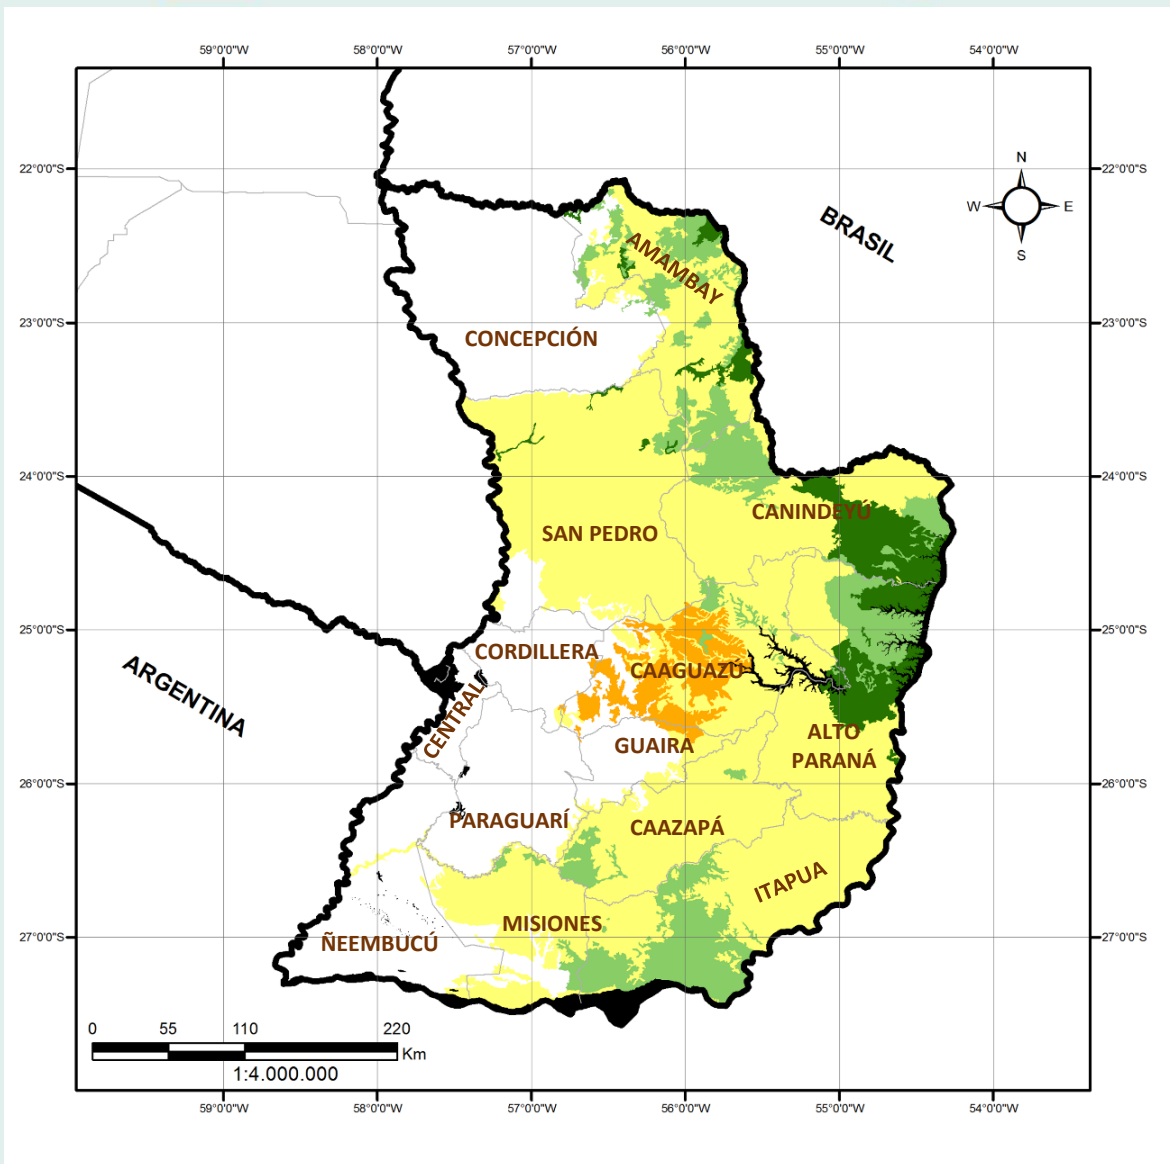 59°0'0"W 58°0'0"W 57°0'0"W 56°0'0"W 55°0'0"W 54°0'0"W
22°0'0"S 22°0'0"S
N
W E
S
BRASIL
AMAMBAY
23°0'0"S 23°0'0"S
CONCEPCIÓN
24°0'0"S 24°0'0"S
CANINDEYÚ
SAN PEDRO
25°0'0"S 25°0'0"S
CORDILLERA
CAAGUAZÚ
ARGENTINA
CENTRAL
GUAIRA
ALTO
PARANÁ
26°0'0"S 26°0'0"S
PARAGUARÍ
CAAZAPÁ
ITAPUA
MISIONES
27°0'0"S 27°0'0"S
ÑEEMBUCÚ
0 55 110 220
Km
1:4.000.000
59°0'0"W 58°0'0"W 57°0'0"W 56°0'0"W 55°0'0"W 54°0'0"W